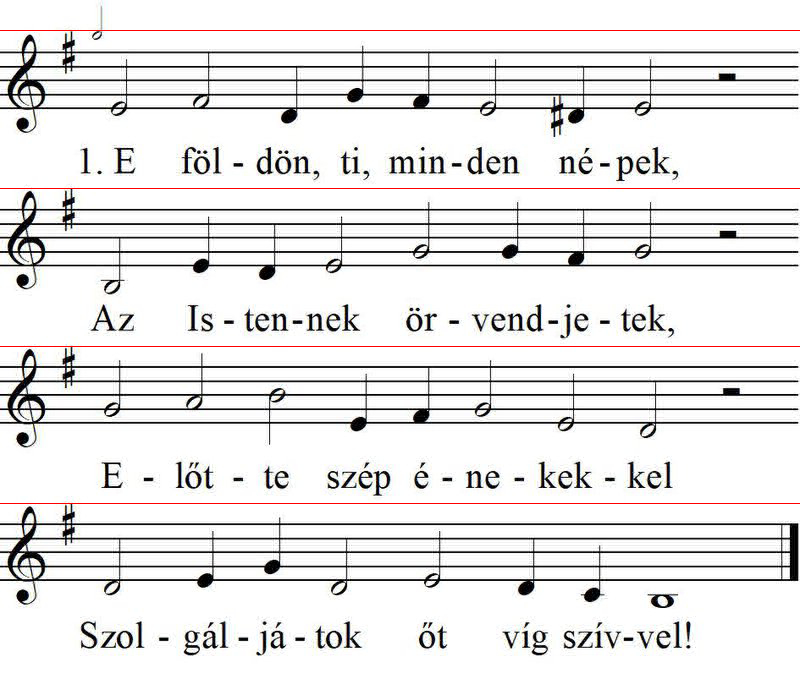 1. E föl - dön, ti, min - den né - pek,
Az Is - ten - nek ör - vend - je - tek,
E - lőt - te szép é - ne - kek - kel
Szol - gál - já - tok őt víg szív - vel!